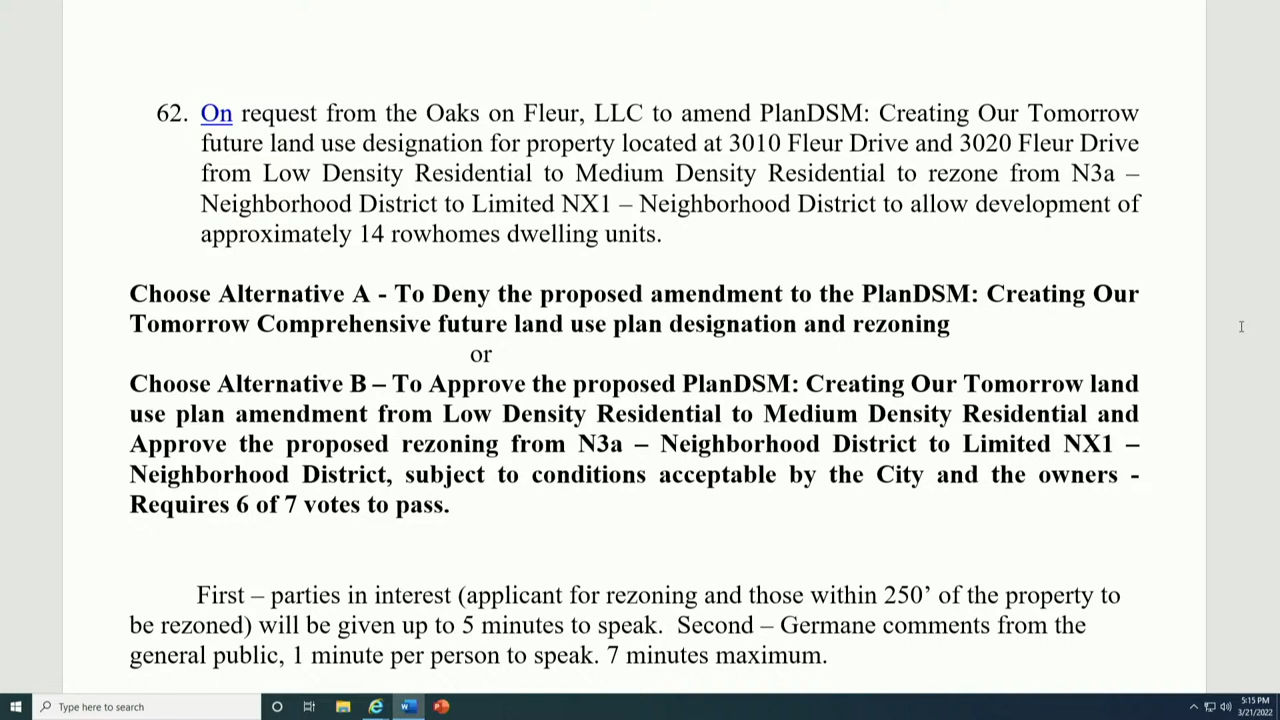 62. On request from the Oaks on Fleur, LLC to amend PlanDSM: Creating Our Tomorrow
future land use designation for property located at 3010 Fleur Drive and 3020 Fleur Drive
from Low Density Residential to Medium Density Residential to rezone from N3a –
Neighborhood District to Limited NX1 – Neighborhood District to allow development of
approximately 14 rowhomes dwelling units.
Choose Alternative A - To Deny the proposed amendment to the PlanDSM: Creating Our
Tomorrow Comprehensive future land use plan designation and rezoning
or
Choose Alternative B – To Approve the proposed PlanDSM: Creating Our Tomorrow land
use plan amendment from Low Density Residential to Medium Density Residential and
Approve the proposed rezoning from N3a – Neighborhood District to Limited NX1 –
Neighborhood District, subject to conditions acceptable by the City and the owners -
Requires 6 of 7 votes to pass.
First – parties in interest (applicant for rezoning and those within 250’ of the property to
be rezoned) will be given up to 5 minutes to speak.  Second – Germane comments from the
general public, 1 minute per person to speak. 7 minutes maximum.
Type here to search
5:15 PM
3/21/2022